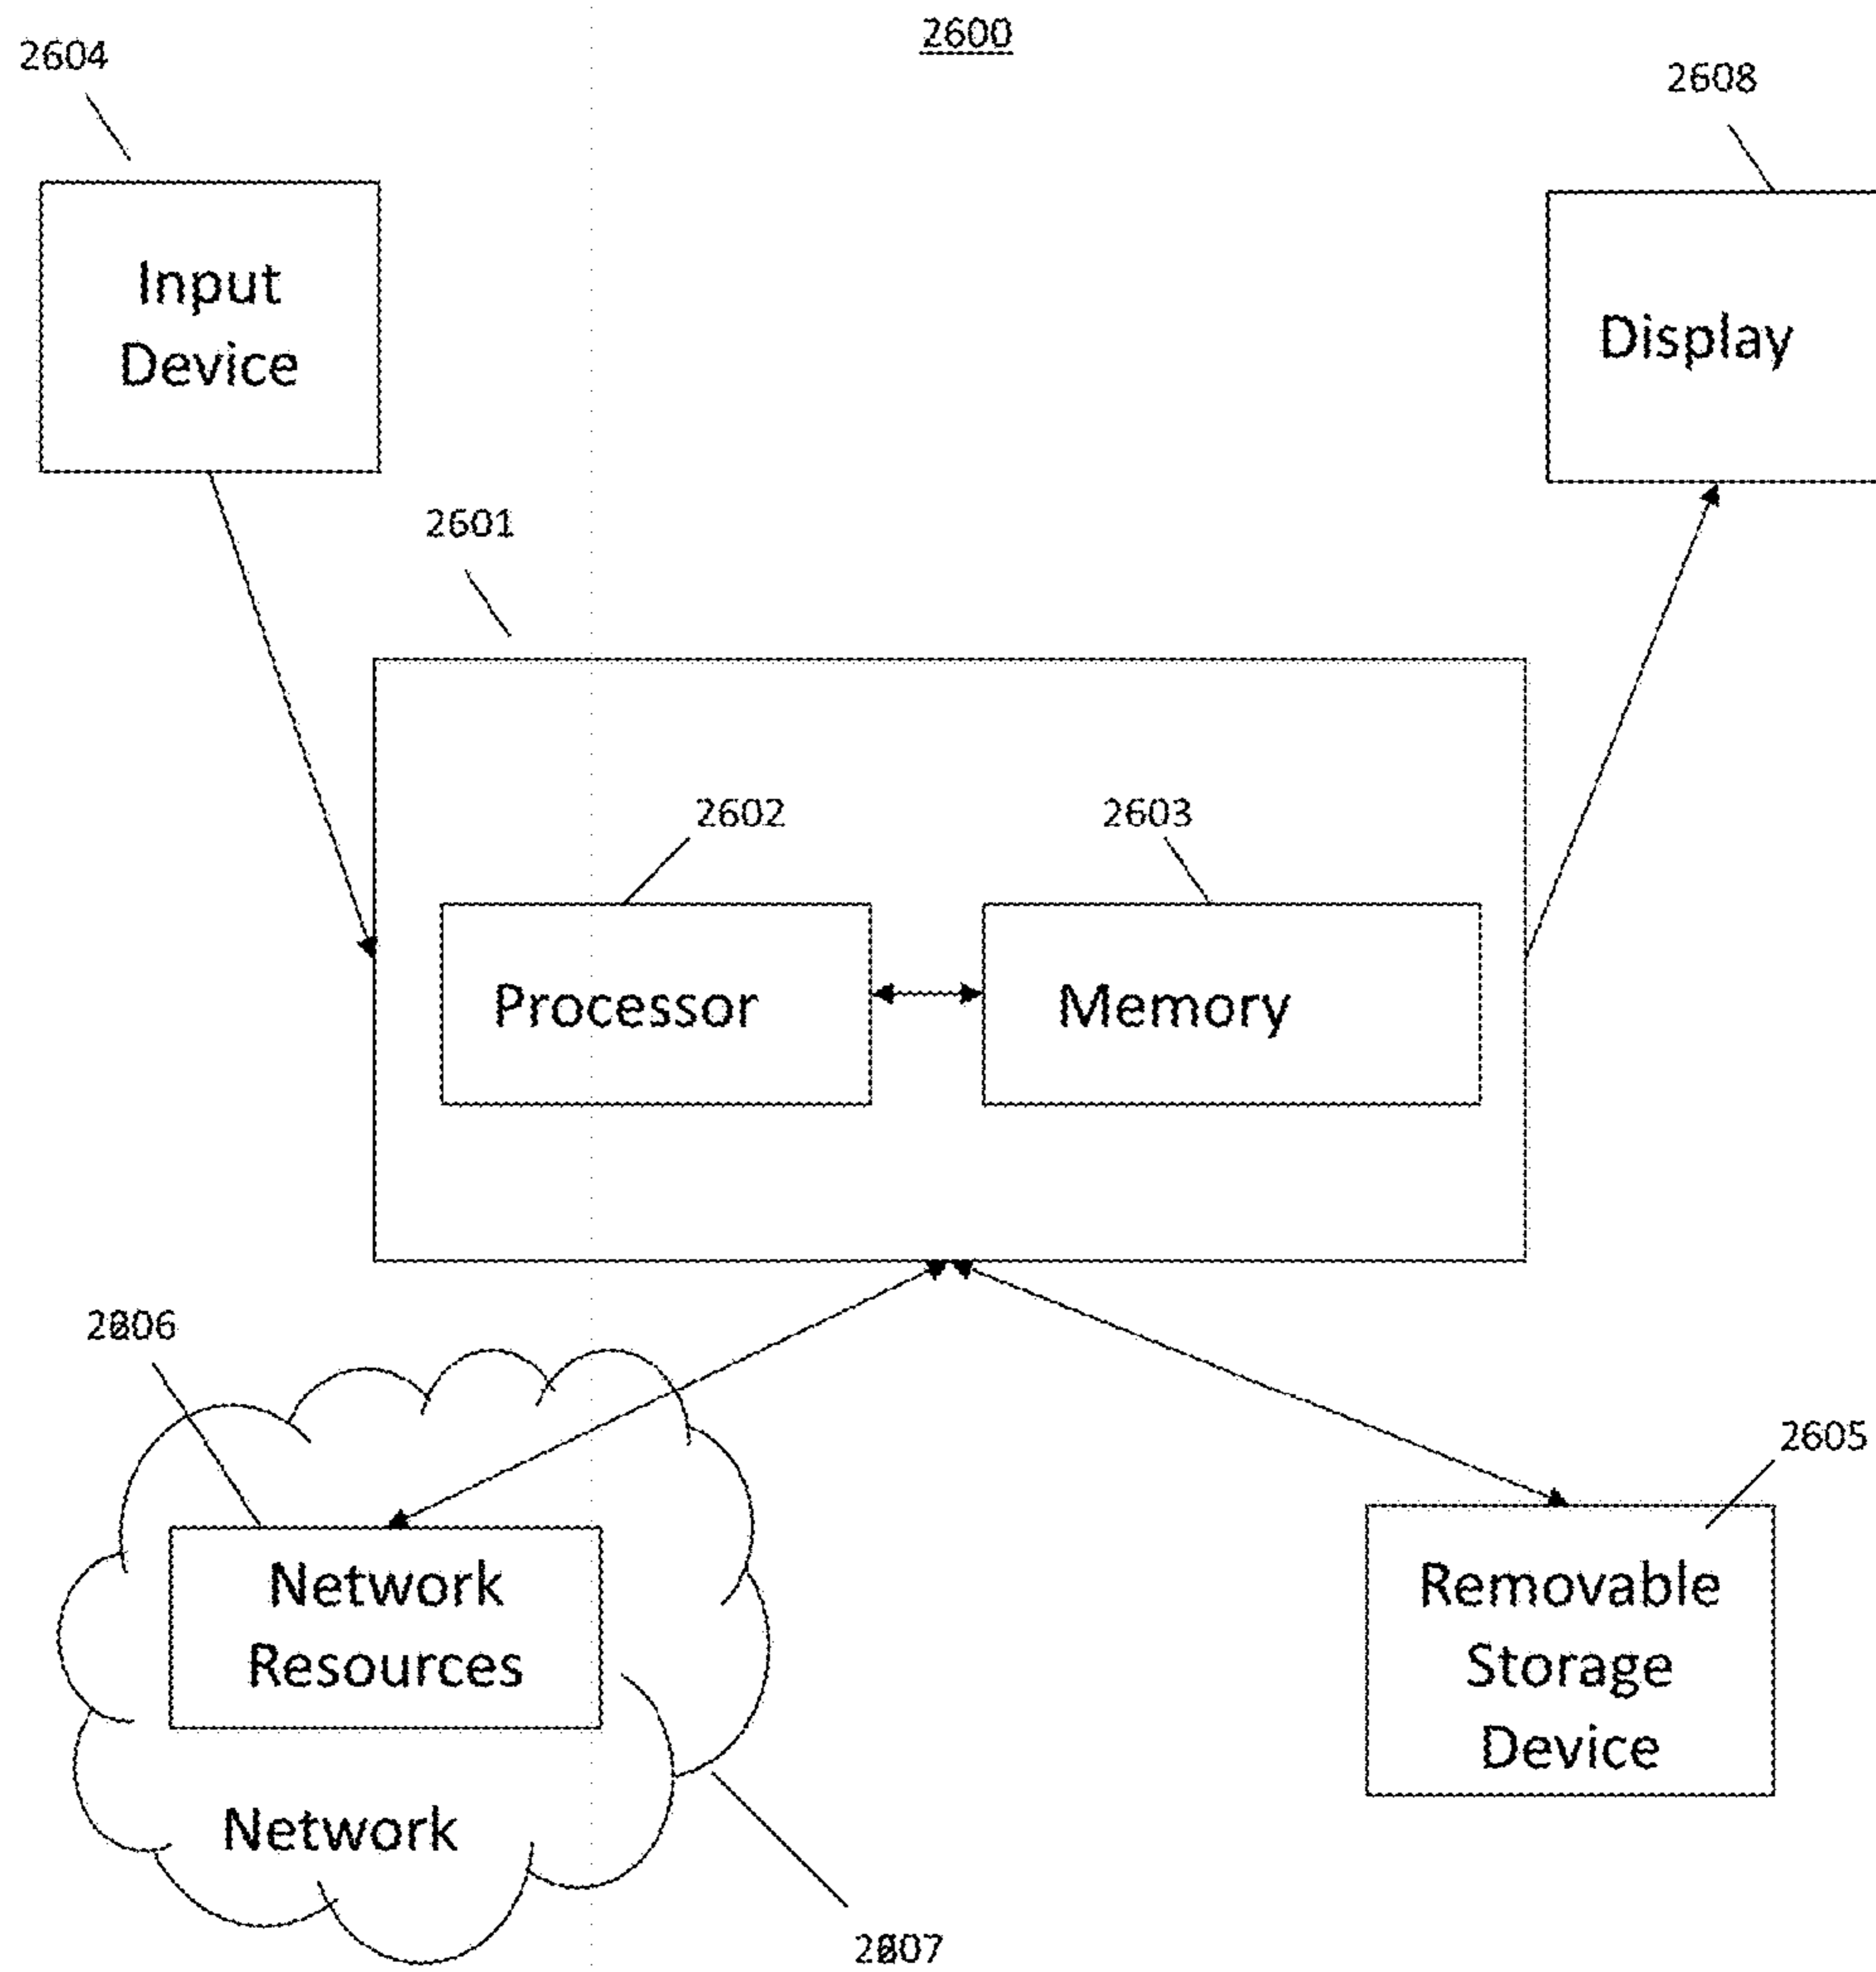 2600
2604
2608
Input
Device
Display
2601
2602
2603
Processor
Memory
2605
Network
Resources
Removable
Storage
Device
Network